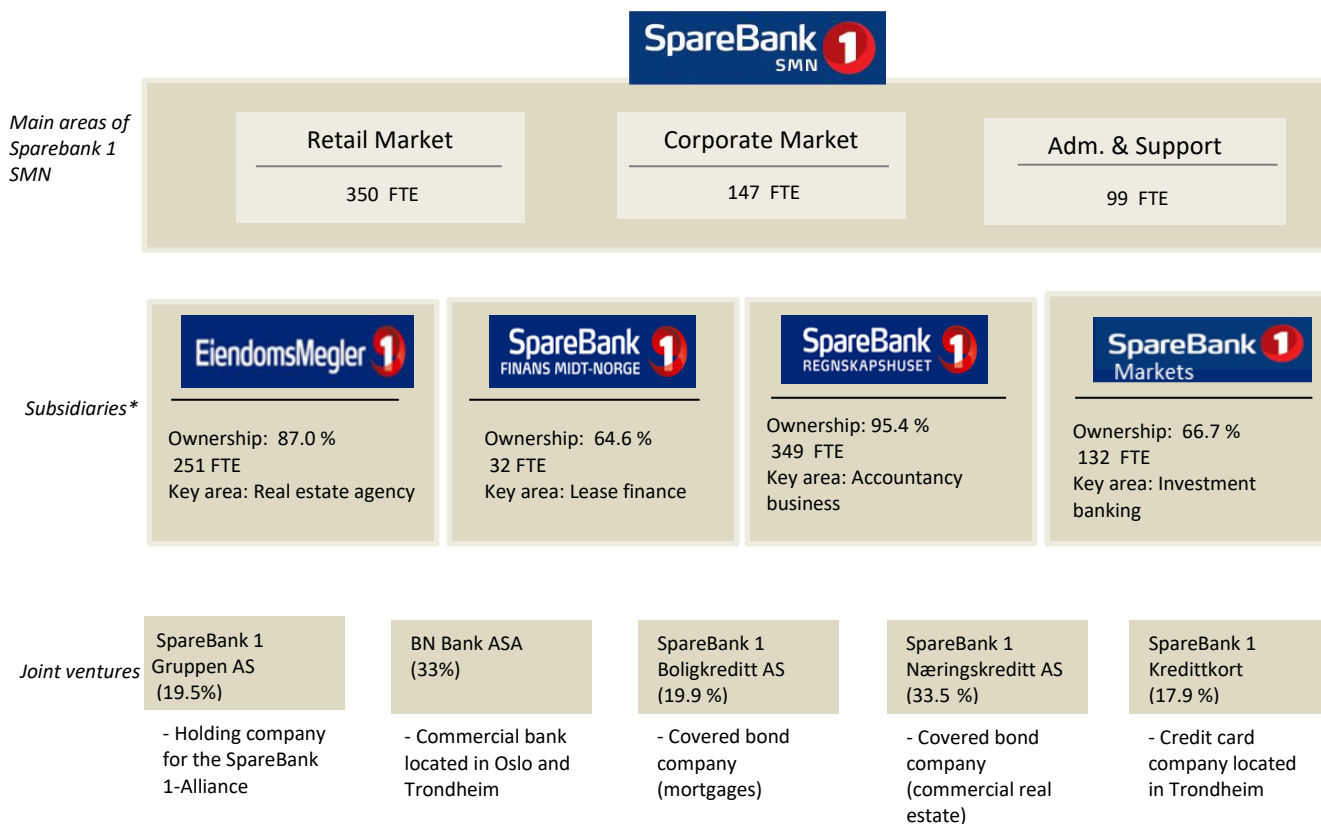 SpareBank 1
SMN
Main areas of
Sparebank 1
SMN
Retail Market
350 FTE
Corporate Market
147 FTE
Adm. & Support
99 FTE
Subsidiaries*
EiendomsMegler 1
Ownership: 87.0 %
251 FTE
Key area: Real estate agency
SpareBank 1
FINANS MIDT-NORGE
Ownership: 64.6 %
32 FTE
Key area: Lease finance
SpareBank 1
REGNSKAPSHUSET
Ownership: 95.4 %
349 FTE
Key area: Accountancy
business
SpareBank 1
Markets
Ownership: 66.7 %
132 FTE
Key area: Investment
banking
Joint ventures
SpareBank 1
Gruppen AS
(19.5%)
- Holding company
for the SpareBank
1-Alliance
BN Bank ASA
(33%)
- Commercial bank
located in Oslo and
Trondheim
SpareBank 1
Boligkreditt AS
(19.9 %)
- Covered bond
company
(mortgages)
SpareBank 1
Næringskreditt AS
(33.5 %)
- Covered bond
company
(commercial real
estate)
SpareBank 1
Kredittkort
(17.9 %)
- Credit card
company located
in Trondheim